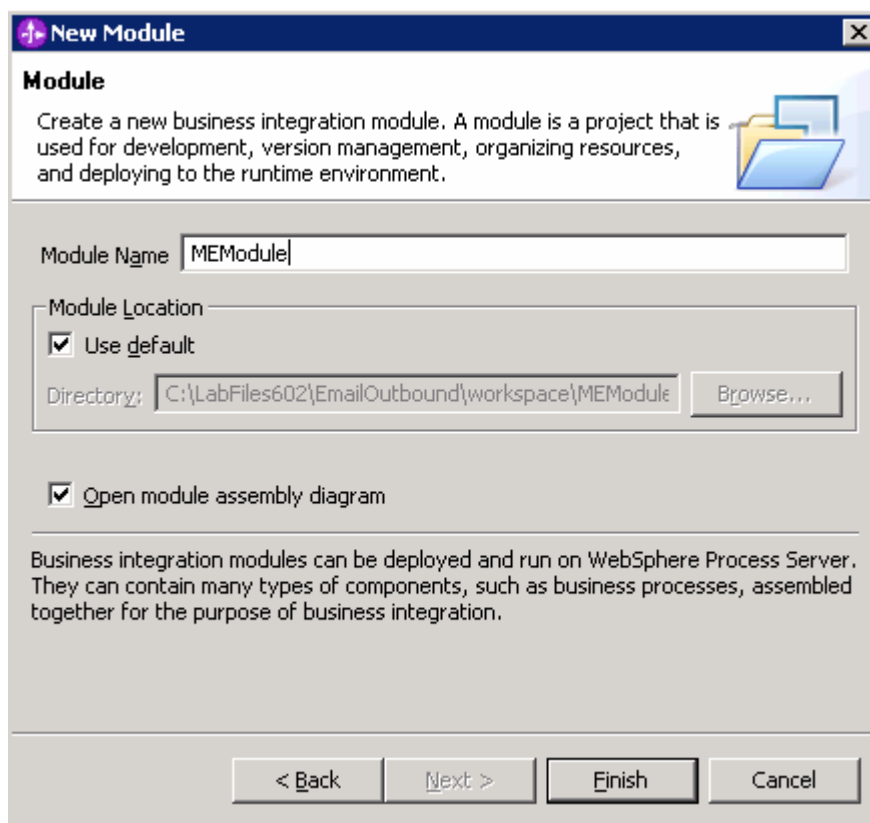 New Module
Module
Create a new business integration module. A module is a project that is
used for development, version management, organizing resources,
and deploying to the runtime environment.
Module Name MEModule
Module Location
Use default
Directory: C:\LabFiles602\EmailOutbound\workspace\MEModule Browse...
Open module assembly diagram
Business integration modules can be deployed and run on WebSphere Process Server.
They can contain many types of components, such as business processes, assembled
together for the purpose of business integration.
< Back Next > Finish Cancel